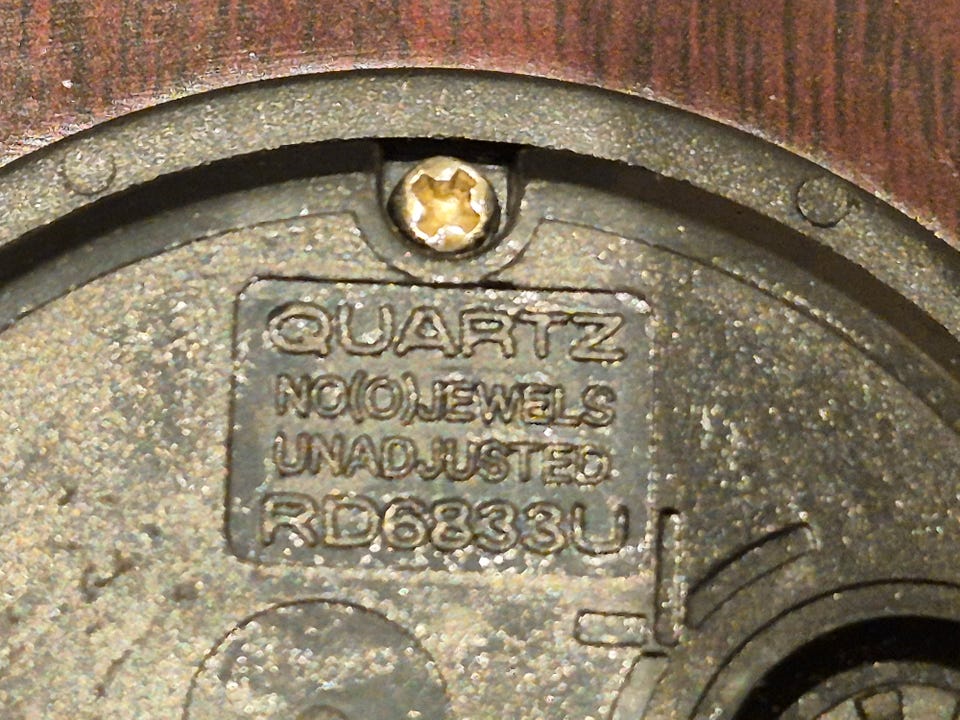 QUARTZ
NO(O)JEWELS
UNADJUSTED
RD6833U